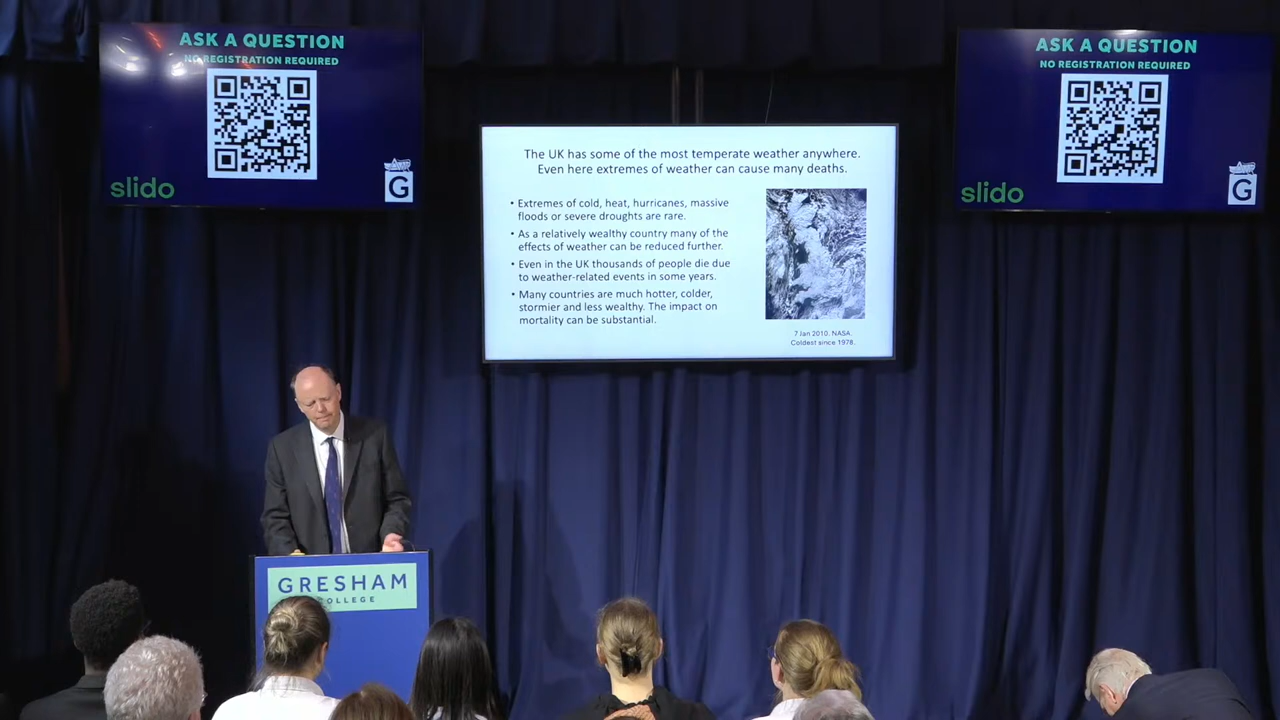 ASK A QUESTION
NO REGISTRATION REQUIRED
slido
G
The UK has some of the most temperate weather anywhere.
Even here extremes of weather can cause many deaths.
• Extremes of cold, heat, hurricanes, massive
floods or severe droughts are rare.
• As a relatively wealthy country many of the
effects of weather can be reduced further.
• Even in the UK thousands of people die due
to weather-related events in some years.
• Many countries are much hotter, colder,
stormier and less wealthy. The impact on
mortality can be substantial.
7 Jan 2010. NASA.
Coldest since 1978.
ASK A QUESTION
NO REGISTRATION REQUIRED
slido
G
GRESHAM
COLLEGE